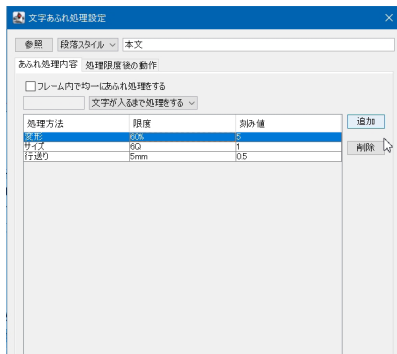 文字あふれ処理設定
参照 段落スタイル 本文
あふれ処理内容 処理限度後の動作
フレーム内で均一にあふれ処理をする
文字が入るまで処理をする
処理方法 限度 刻み値
追加
変形 60% 5
サイズ 6Q 1
削除
行送り 5mm 0.5